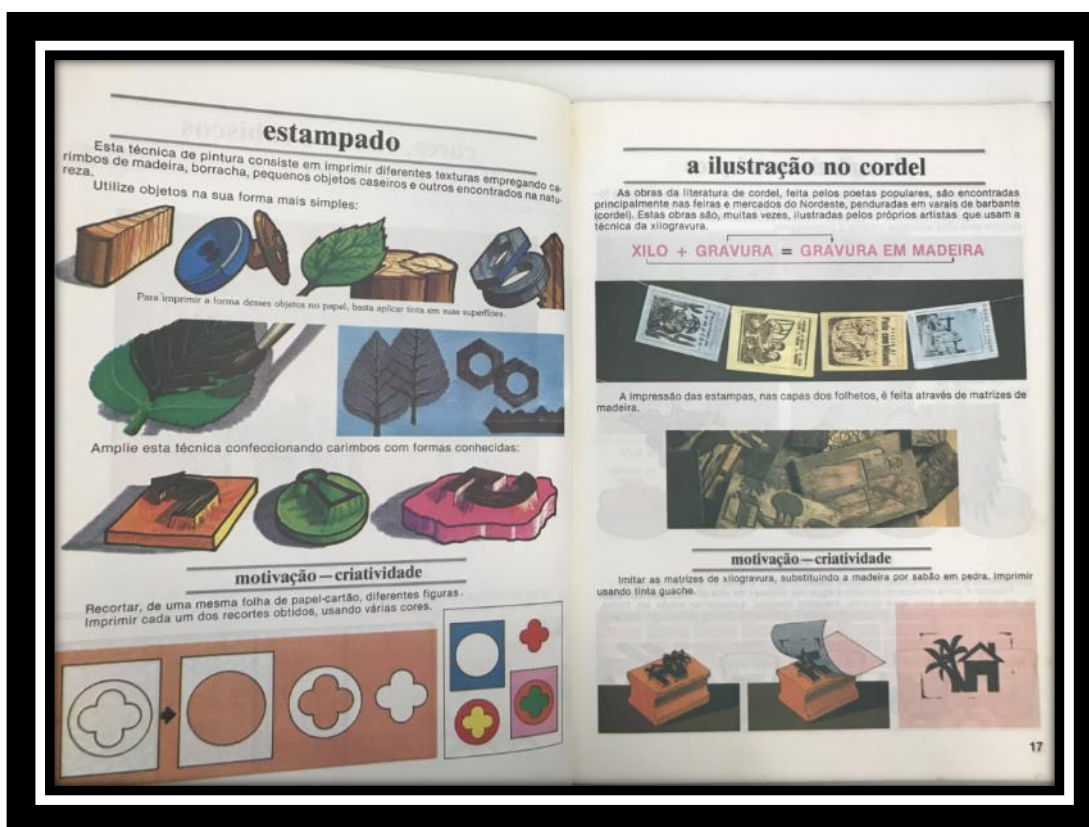 estampado
Esta técnica de pintura consiste em imprimir diferentes texturas empregando ca-
rimbos de madeira, borracha, pequenos objetos caseiros e outros encontrados na natu-
reza.
Utilize objetos na sua forma mais simples:
Para imprimir a forma desses objetos no papel, basta aplicar tinta em suas superfícies.
Amplie esta técnica confeccionando carimbos com formas conhecidas:
motivação — criatividade
Recortar, de uma mesma folha de papel-cartão, diferentes figuras.
Imprimir cada um dos recortes obtidos, usando várias cores.
a ilustração no cordel
As obras da literatura de cordel, feita pelos poetas populares, são encontradas
principalmente nas feiras e mercados do Nordeste, penduradas em varais de barbante
(cordel). Estas obras são, muitas vezes, ilustradas pelos próprios artistas que usam a
técnica da xilogravura.
XILO + GRAVURA = GRAVURA EM MADEIRA
A impressão das estampas, nas capas dos folhetos, é feita através de matrizes de
madeira.
motivação — criatividade
Imitar as matrizes de xilogravura, substituindo a madeira por sabão em pedra. Imprimir
usando tinta guache.
17